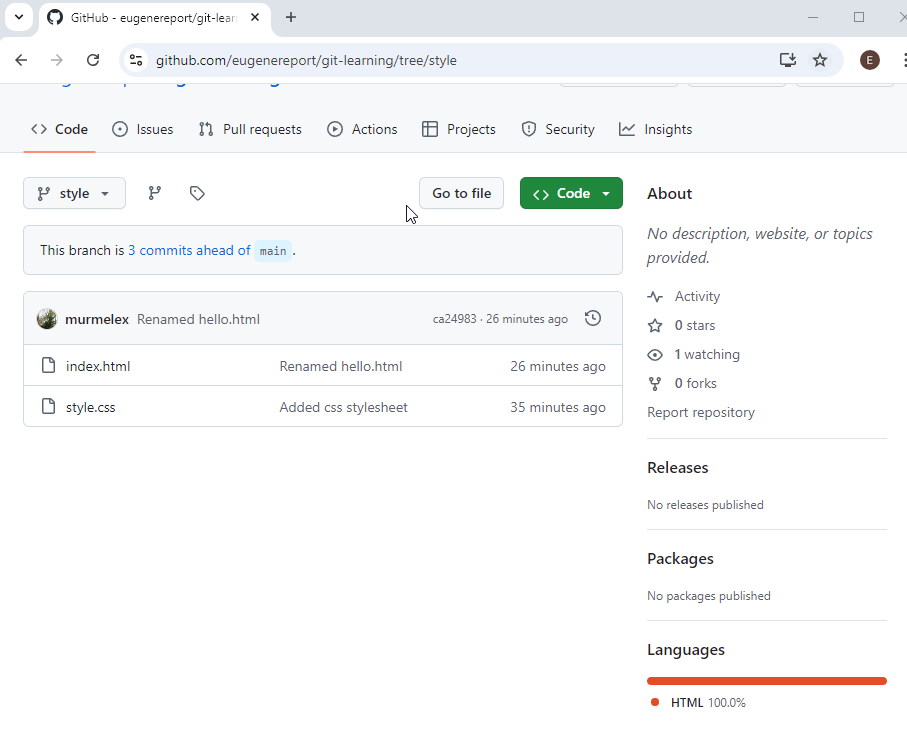 GitHub - eugenereport/git-lear
github.com/eugenereport/git-learning/tree/style
E
Code
Issues
Pull requests
Actions
Projects
Security
Insights
style
Go to file
Code
This branch is 3 commits ahead of main .
murmelex Renamed hello.html ca24983 · 26 minutes ago
index.html Renamed hello.html 26 minutes ago
style.css Added css stylesheet 35 minutes ago
About
No description, website, or topics
provided.
Activity
0 stars
1 watching
0 forks
Report repository
Releases
No releases published
Packages
No packages published
Languages
HTML 100.0%